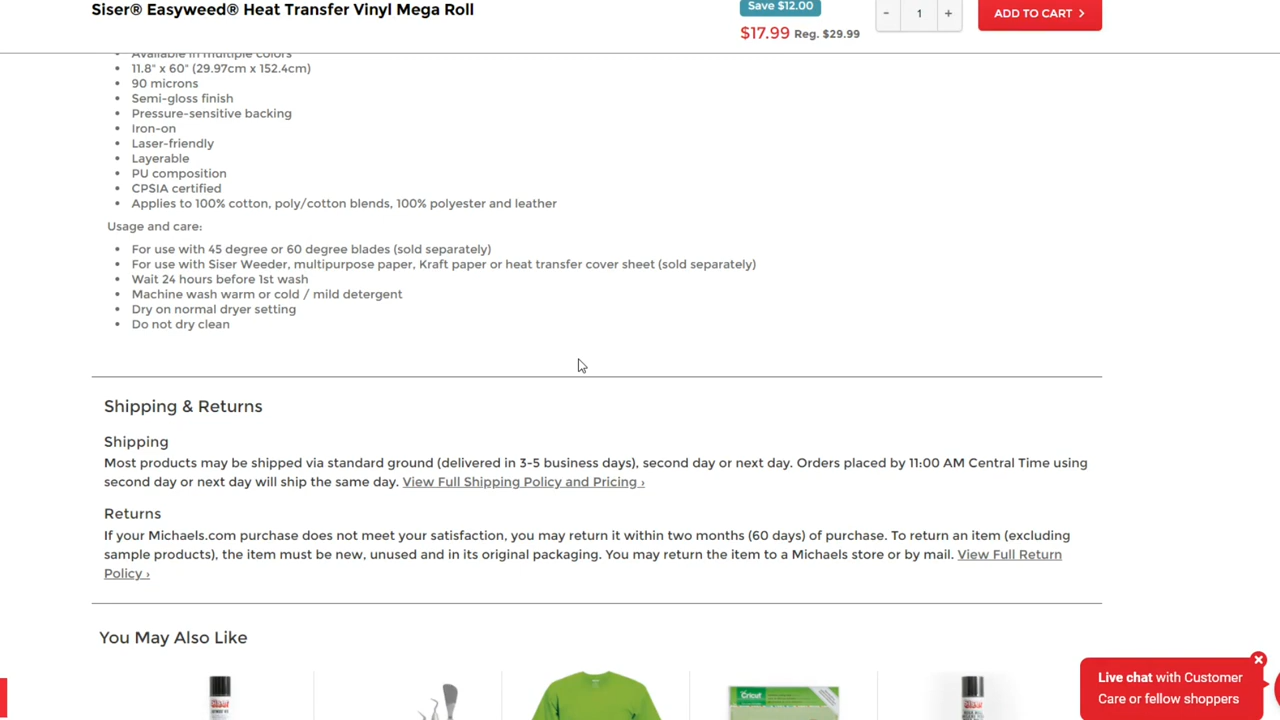 Siser® Easyweed® Heat Transfer Vinyl Mega Roll
Save $12.00
$17.99 Reg. $29.99
- 1 +
ADD TO CART >
Available in multiple colors
• 11.8" x 60" (29.97cm x 152.4cm)
• 90 microns
• Semi-gloss finish
• Pressure-sensitive backing
• Iron-on
• Laser-friendly
• Layerable
• PU composition
• CPSIA certified
• Applies to 100% cotton, poly/cotton blends, 100% polyester and leather
Usage and care:
• For use with 45 degree or 60 degree blades (sold separately)
• For use with Siser Weeder, multipurpose paper, Kraft paper or heat transfer cover sheet (sold separately)
• Wait 24 hours before 1st wash
• Machine wash warm or cold / mild detergent
• Dry on normal dryer setting
• Do not dry clean
Shipping & Returns
Shipping
Most products may be shipped via standard ground (delivered in 3-5 business days), second day or next day. Orders placed by 11:00 AM Central Time using
second day or next day will ship the same day. View Full Shipping Policy and Pricing ›
Returns
If your Michaels.com purchase does not meet your satisfaction, you may return it within two months (60 days) of purchase. To return an item (excluding
sample products), the item must be new, unused and in its original packaging. You may return the item to a Michaels store or by mail. View Full Return
Policy ›
You May Also Like
cricut
Live chat with Customer
Care or fellow shoppers